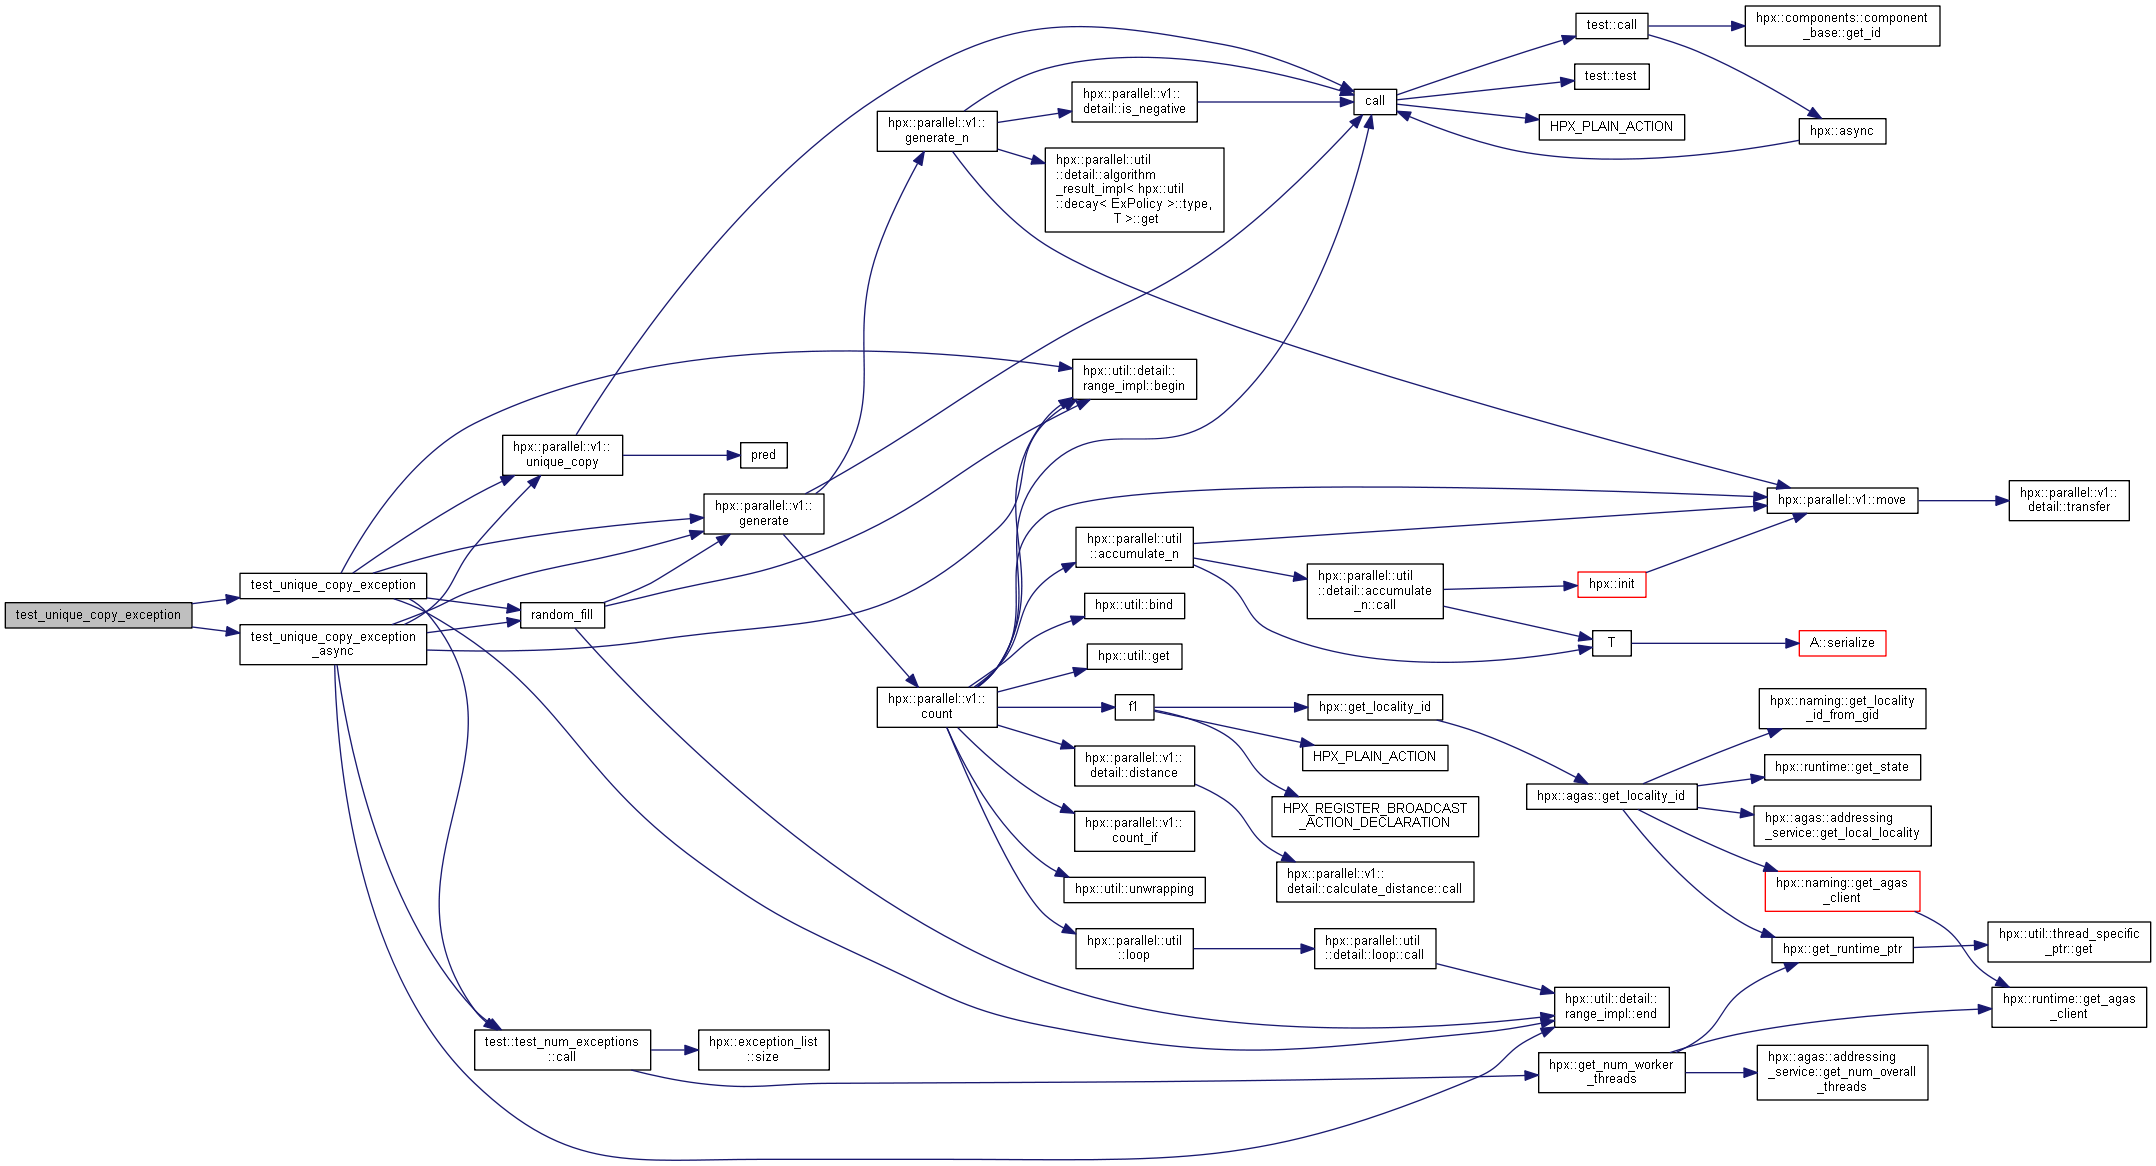 test_unique_copy_exception
test_unique_copy_exception
test_unique_copy_exception
_async
hpx::parallel::v1::
unique_copy
random_fill
test::test_num_exceptions
::call
pred
hpx::parallel::v1::
generate
hpx::exception_list
::size
hpx::parallel::v1::
generate_n
hpx::parallel::v1::
count
hpx::parallel::v1::
detail::is_negative
hpx::parallel::util
::detail::algorithm
_result_impl< hpx::util
::decay< ExPolicy >::type,
T >::get
hpx::util::detail::
range_impl::begin
hpx::parallel::util
::accumulate_n
hpx::util::bind
hpx::util::get
f1
hpx::parallel::v1::
detail::distance
hpx::parallel::v1::
count_if
hpx::util::unwrapping
hpx::parallel::util
::loop
call
hpx::parallel::util
::detail::accumulate
_n::call
hpx::get_locality_id
HPX_PLAIN_ACTION
HPX_REGISTER_BROADCAST
_ACTION_DECLARATION
hpx::parallel::v1::
detail::calculate_distance::call
hpx::parallel::util
::detail::loop::call
test::call
test::test
HPX_PLAIN_ACTION
hpx::init
T
hpx::agas::get_locality_id
hpx::util::detail::
range_impl::end
hpx::get_num_worker
_threads
hpx::components::component
_base::get_id
hpx::async
hpx::parallel::v1::move
A::serialize
hpx::naming::get_locality
_id_from_gid
hpx::runtime::get_state
hpx::agas::addressing
_service::get_local_locality
hpx::naming::get_agas
_client
hpx::get_runtime_ptr
hpx::agas::addressing
_service::get_num_overall
_threads
hpx::parallel::v1::
detail::transfer
hpx::util::thread_specific
_ptr::get
hpx::runtime::get_agas
_client